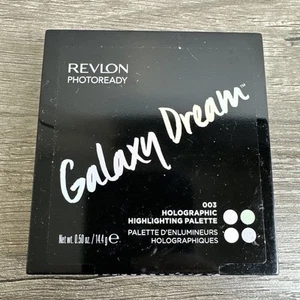 REVLON
PHOTOREADY
Galaxy Dream™
003
HOLOGRAPHIC
HIGHLIGHTING PALETTE
PALETTE D'ENLUMINEURS
HOLOGRAPHIQUES
Net wt. 0.50 oz. / 14.4 g